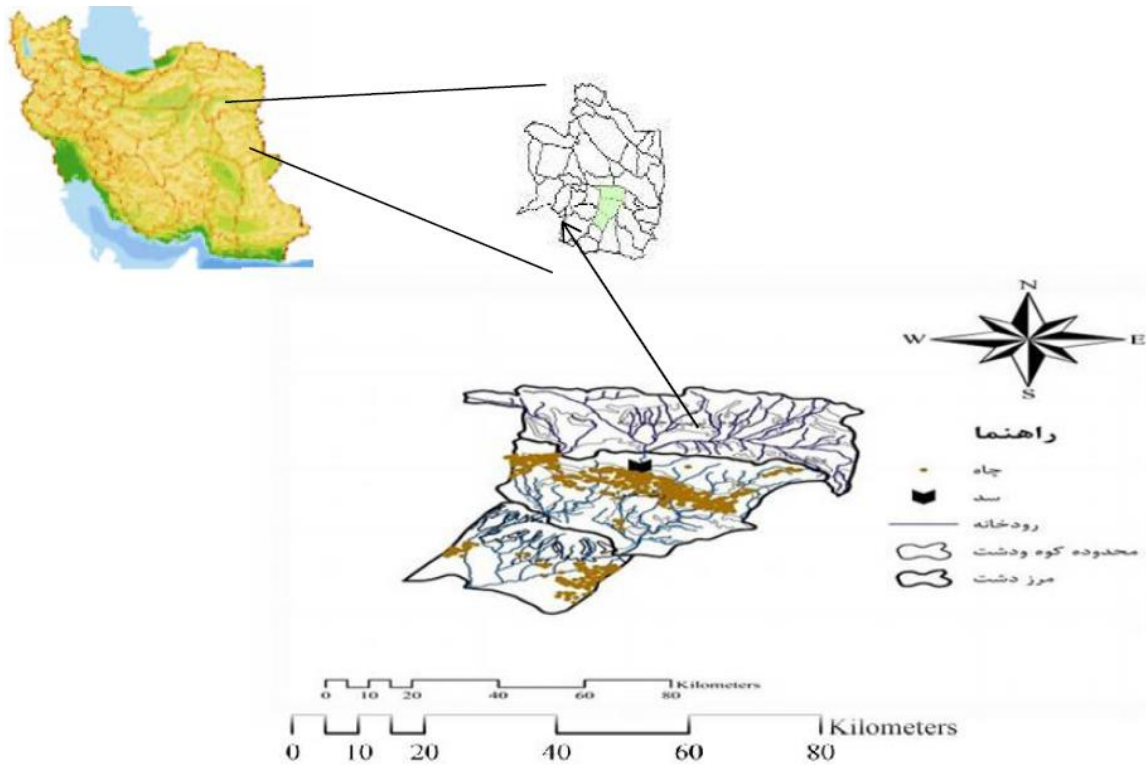 N
W E
S
راهنما
چاه
سد
رودخانه
محدوده کوه ودشت
مرز دشت
Kilometers
0 10 20 40 60 80
Kilometers
0 10 20 40 60 80